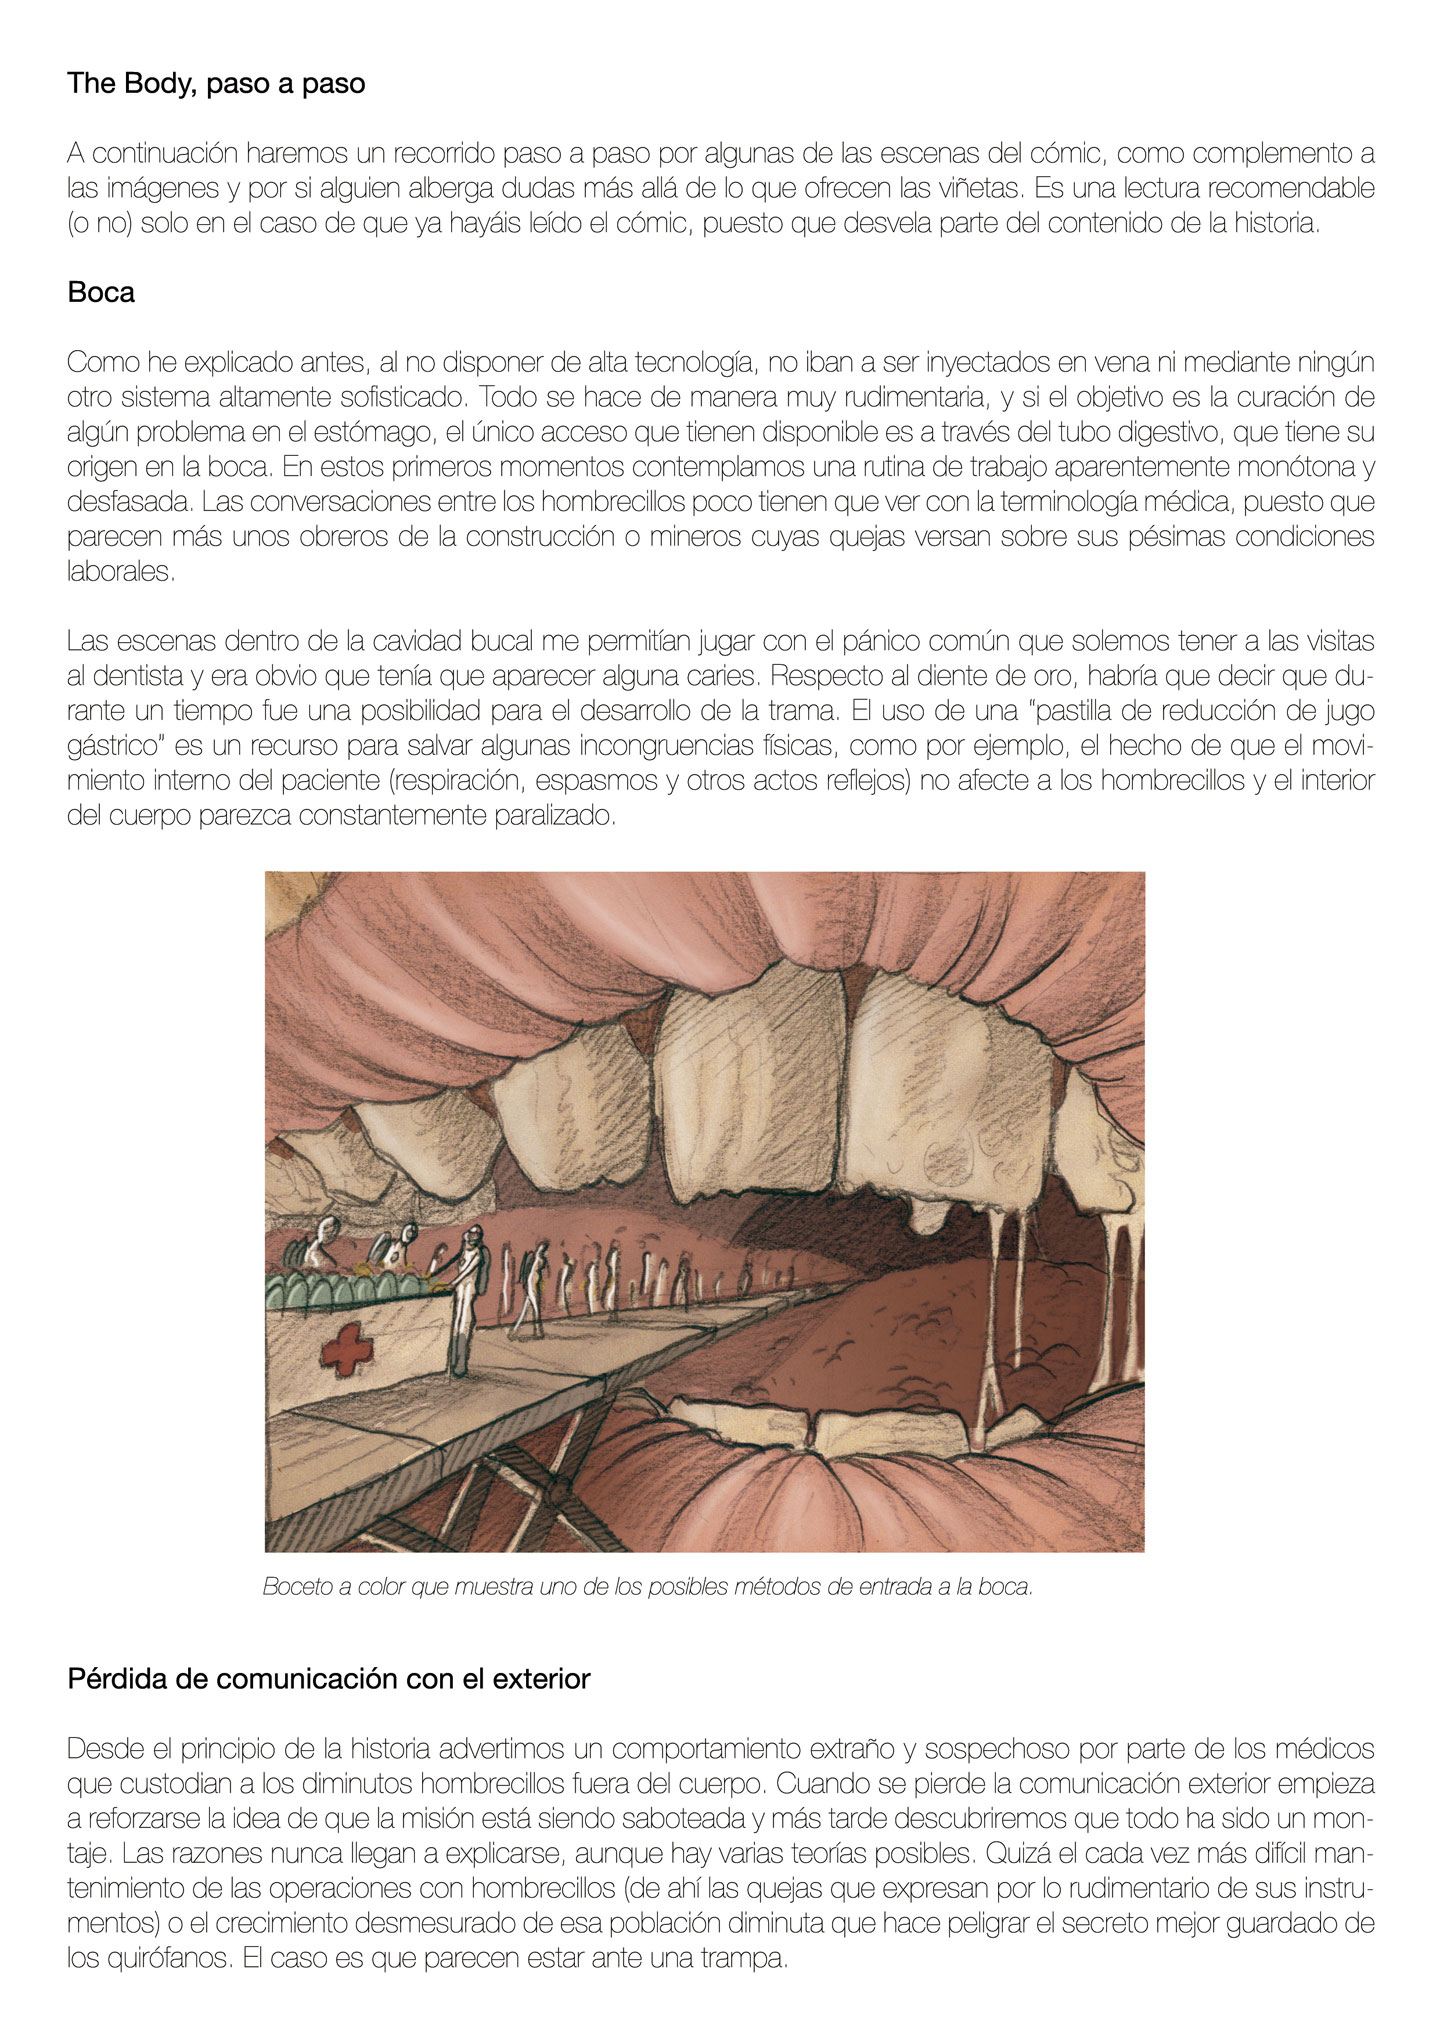 The Body, paso a paso
A continuación haremos un recorrido paso a paso por algunas de las escenas del cómic, como complemento a
las imágenes y por si alguien alberga dudas más allá de lo que ofrecen las viñetas. Es una lectura recomendable
(o no) solo en el caso de que ya hayáis leído el cómic, puesto que desvela parte del contenido de la historia.
Boca
Como he explicado antes, al no disponer de alta tecnología, no iban a ser inyectados en vena ni mediante ningún
otro sistema altamente sofisticado. Todo se hace de manera muy rudimentaria, y si el objetivo es la curación de
algún problema en el estómago, el único acceso que tienen disponible es a través del tubo digestivo, que tiene su
origen en la boca. En estos primeros momentos contemplamos una rutina de trabajo aparentemente monótona y
desfasada. Las conversaciones entre los hombrecillos poco tienen que ver con la terminología médica, puesto que
parecen más unos obreros de la construcción o mineros cuyas quejas versan sobre sus pésimas condiciones
laborales.
Las escenas dentro de la cavidad bucal me permitían jugar con el pánico común que solemos tener a las visitas
al dentista y era obvio que tenía que aparecer alguna caries. Respecto al diente de oro, habría que decir que du-
rante un tiempo fue una posibilidad para el desarrollo de la trama. El uso de una "pastilla de reducción de jugo
gástrico" es un recurso para salvar algunas incongruencias físicas, como por ejemplo, el hecho de que el movi-
miento interno del paciente (respiración, espasmos y otros actos reflejos) no afecte a los hombrecillos y el interior
del cuerpo parezca constantemente paralizado.
Boceto a color que muestra uno de los posibles métodos de entrada a la boca.
Pérdida de comunicación con el exterior
Desde el principio de la historia advertimos un comportamiento extraño y sospechoso por parte de los médicos
que custodian a los diminutos hombrecillos fuera del cuerpo. Cuando se pierde la comunicación exterior empieza
a reforzarse la idea de que la misión está siendo saboteada y más tarde descubriremos que todo ha sido un mon-
taje. Las razones nunca llegan a explicarse, aunque hay varias teorías posibles. Quizá el cada vez más difícil man-
tenimiento de las operaciones con hombrecillos (de ahí las quejas que expresan por lo rudimentario de sus instru-
mentos) o el crecimiento desmesurado de esa población diminuta que hace peligrar el secreto mejor guardado de
los quirófanos. El caso es que parecen estar ante una trampa.